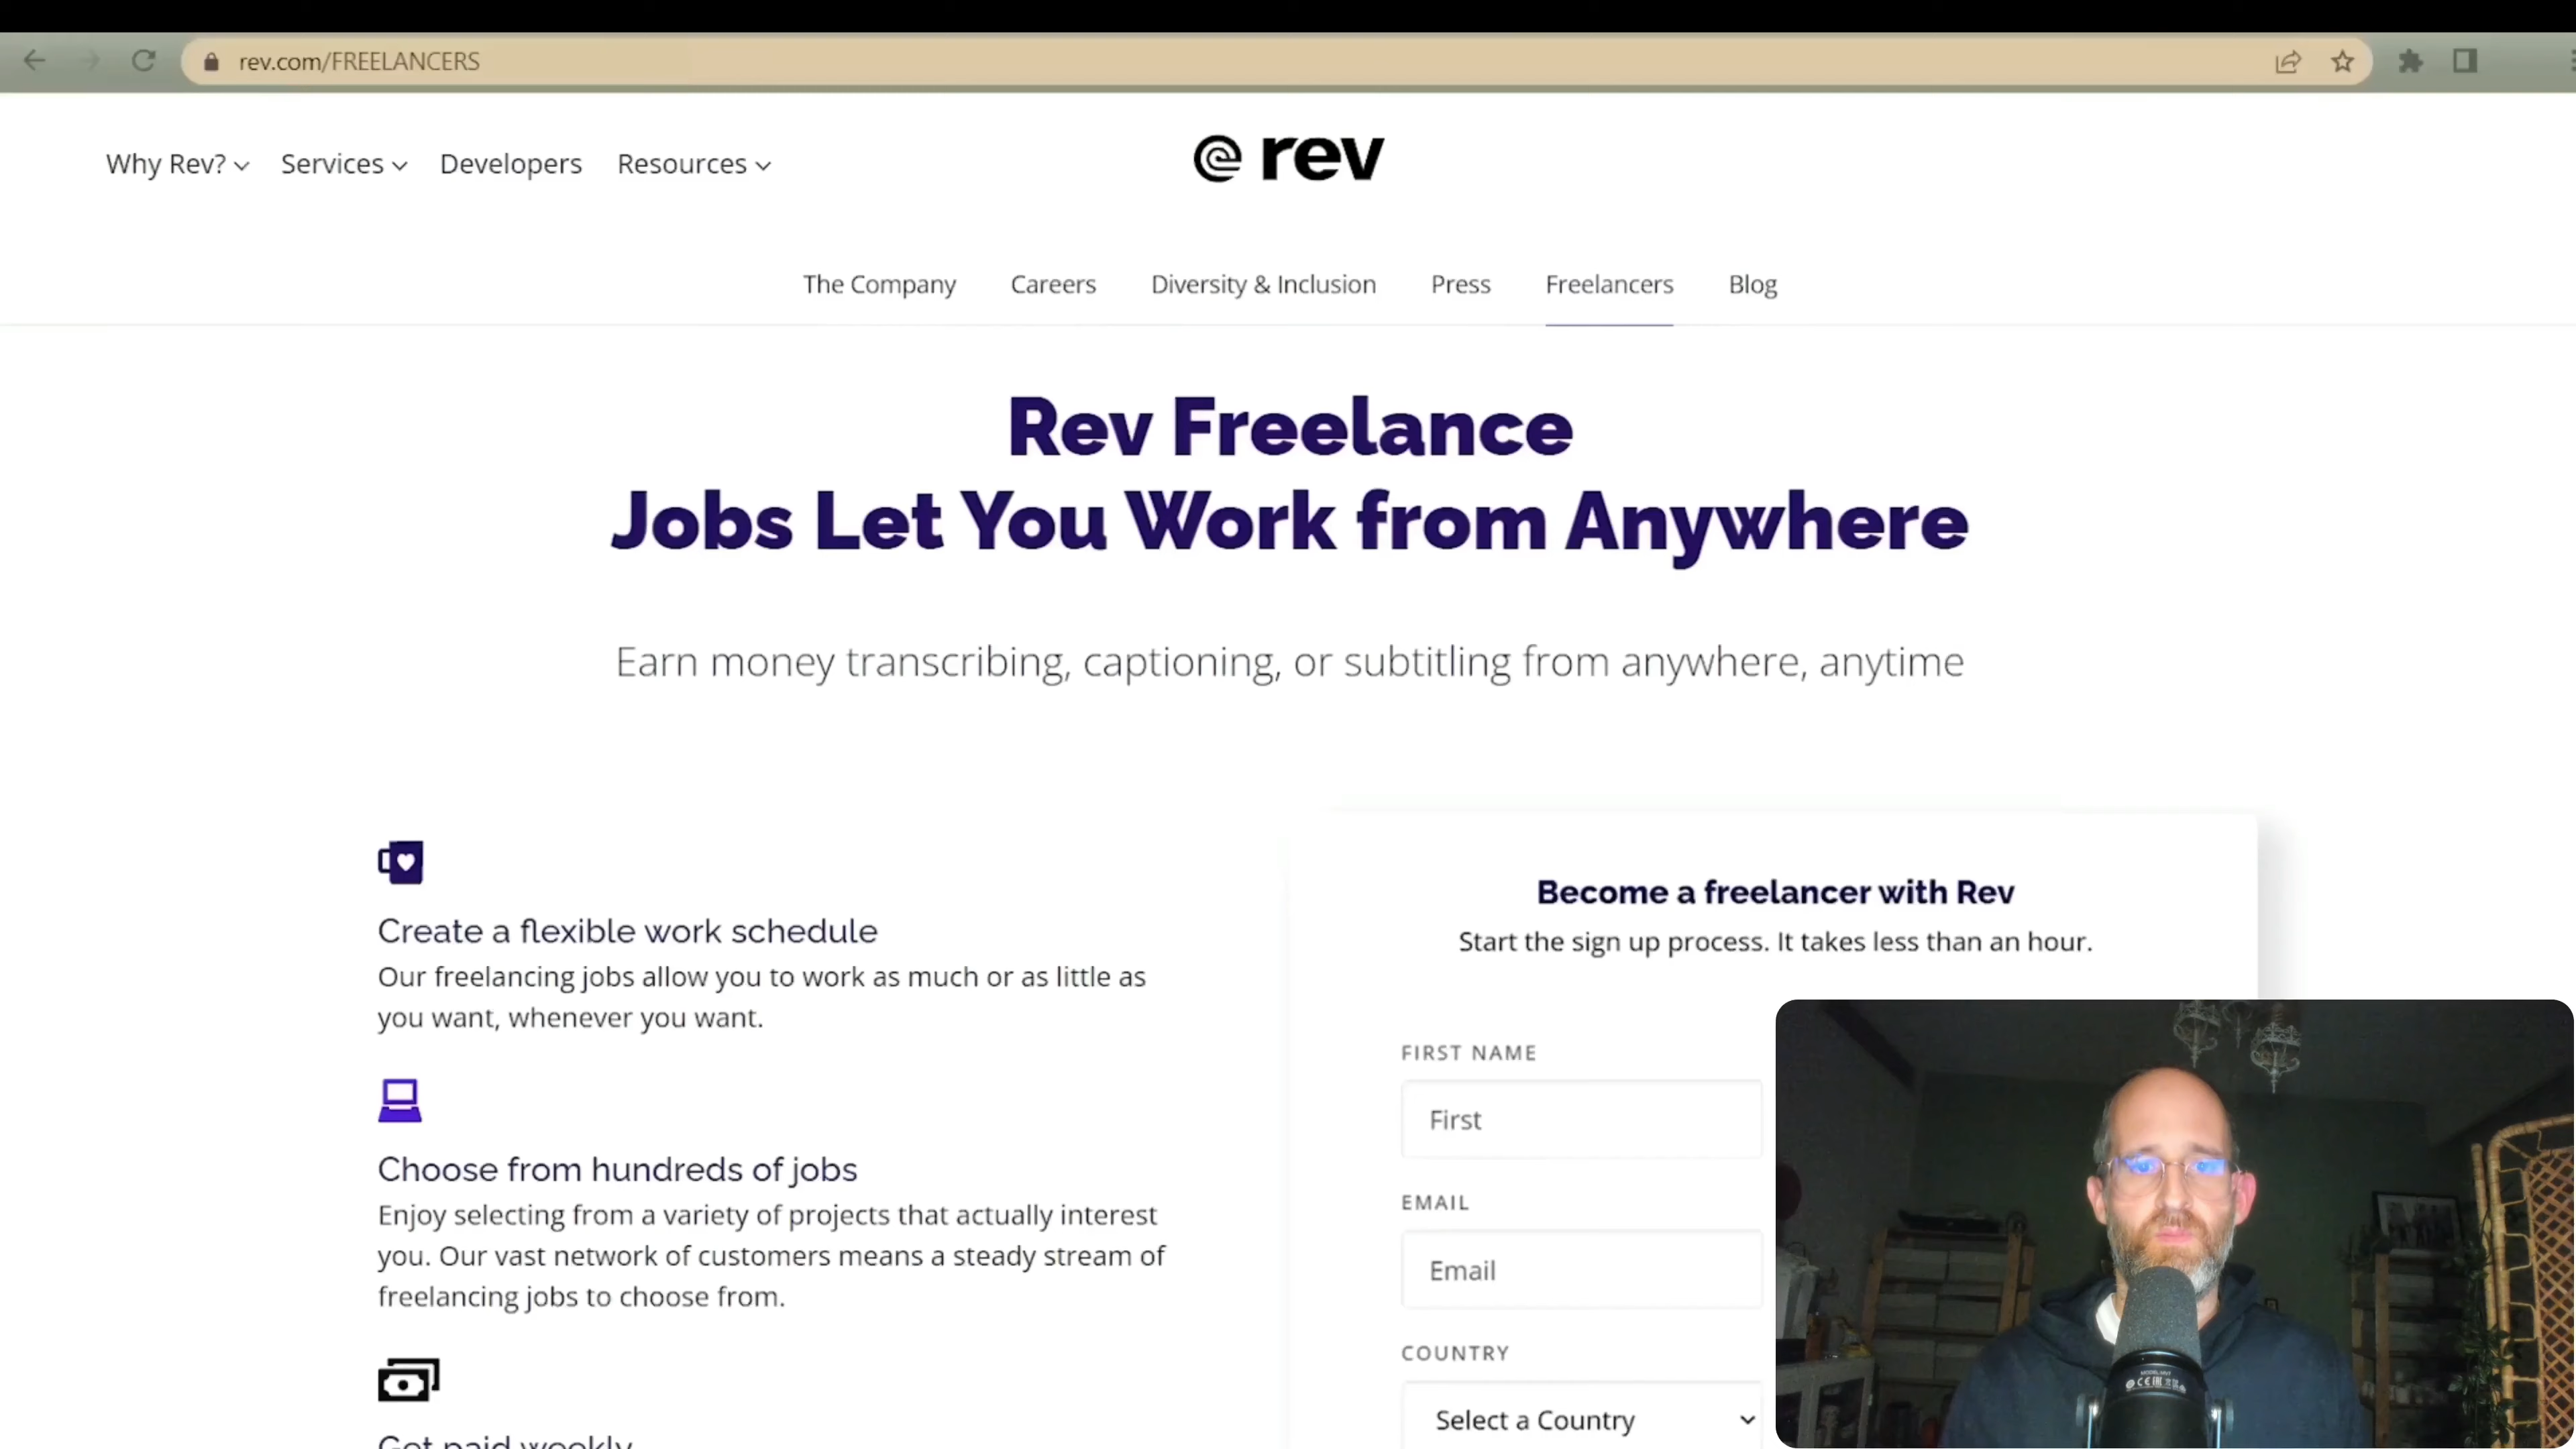 rev.com/FREELANCERS
Why Rev?
Services
Developers
Resources
rev
The Company
Careers
Diversity & Inclusion
Press
Freelancers
Blog
Rev Freelance
Jobs Let You Work from Anywhere
Earn money transcribing, captioning, or subtitling from anywhere, anytime
Create a flexible work schedule
Our freelancing jobs allow you to work as much or as little as
you want, whenever you want.
Choose from hundreds of jobs
Enjoy selecting from a variety of projects that actually interest
you. Our vast network of customers means a steady stream of
freelancing jobs to choose from.
Get paid weekly
Become a freelancer with Rev
Start the sign up process. It takes less than an hour.
FIRST NAME
First
EMAIL
Email
COUNTRY
Select a Country